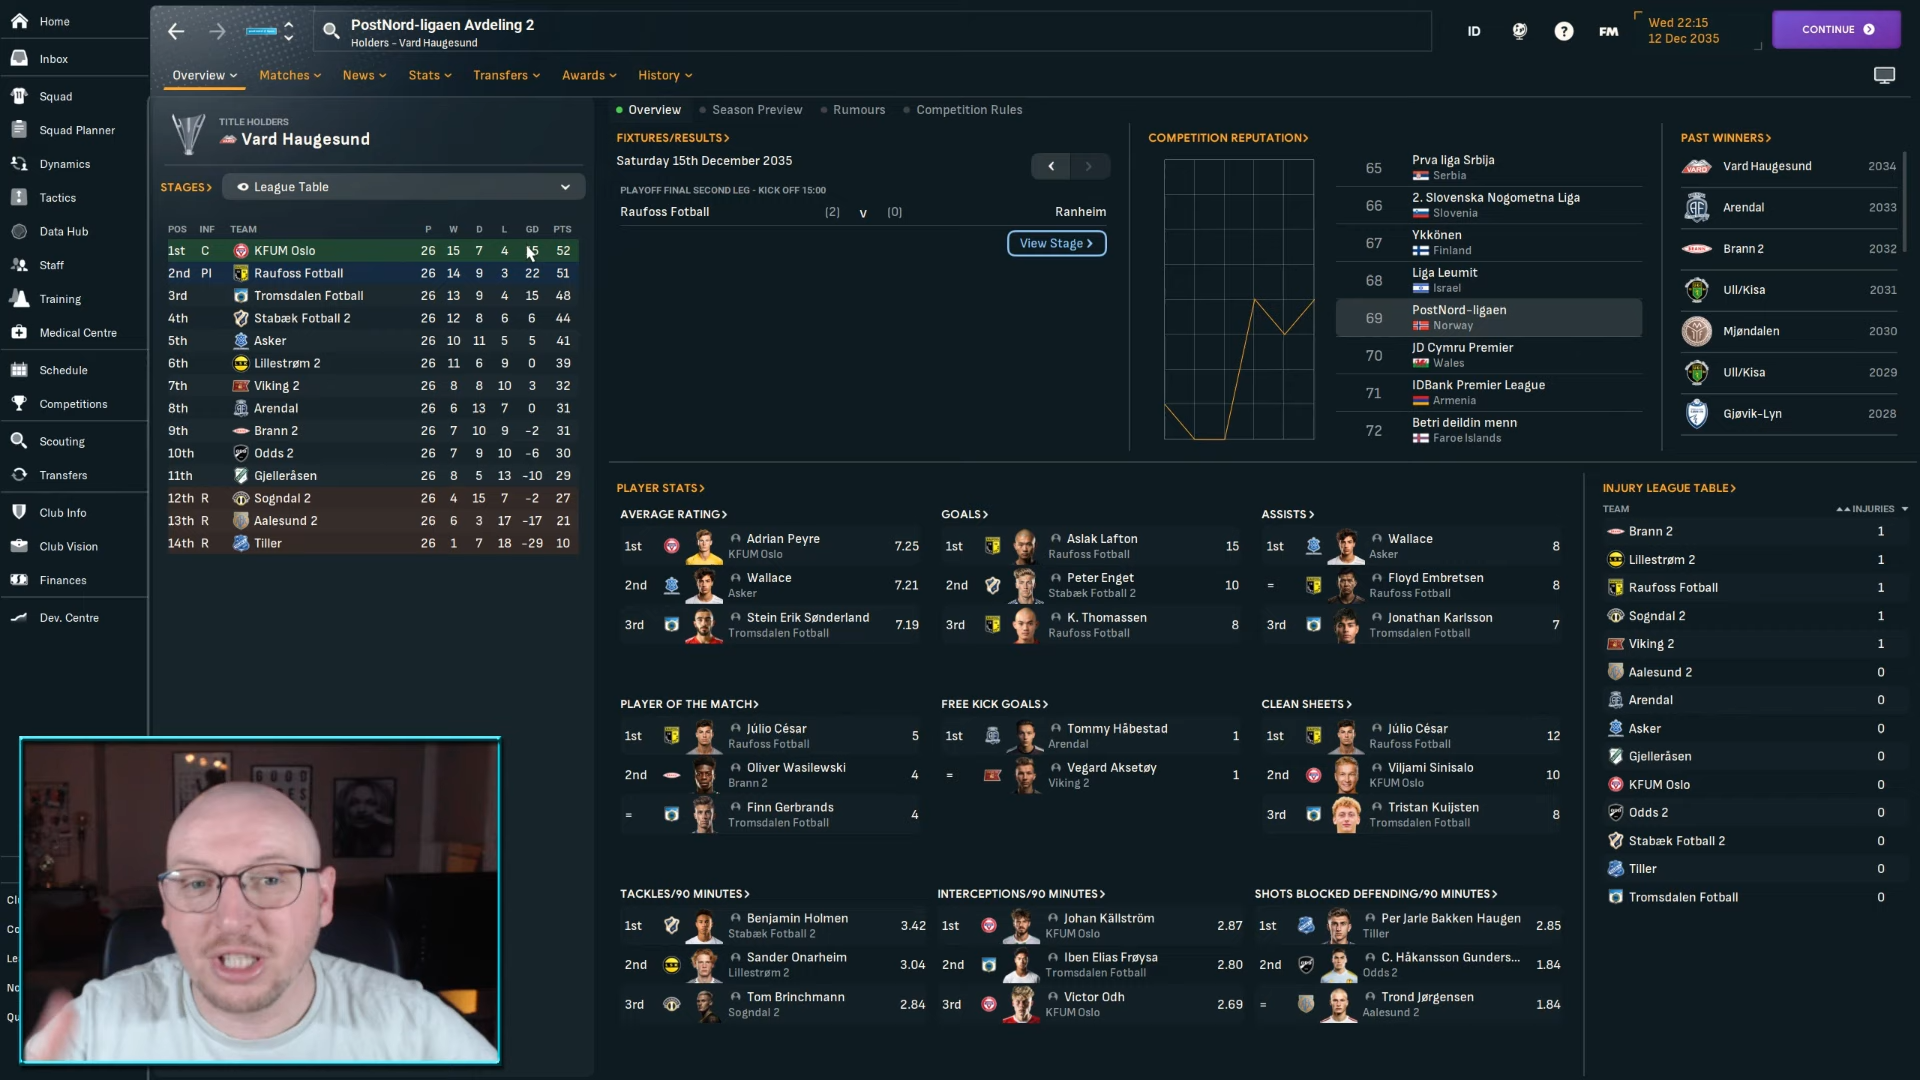 Home
Inbox
Squad
Squad Planner
Dynamics
Tactics
Data Hub
Staff
Training
Medical Centre
Schedule
Competitions
Scouting
Transfers
Club Info
Club Vision
Finances
Dev. Centre
PostNord-ligaen Avdeling 2
Holders - Vard Haugesund
ID
?
FM
Wed 22:15
12 Dec 2035
CONTINUE
Overview Matches News Stats Transfers Awards History
TITLE HOLDERS
Vard Haugesund
STAGES> League Table
POS INF TEAM P W D L GD PTS
1st C KFUM Oslo 26 15 7 4 52
2nd Pl Raufoss Fotball 26 14 9 3 22 51
3rd Tromsdalen Fotball 26 13 9 4 15 48
4th Stabæk Fotball 2 26 12 8 6 6 44
5th Asker 26 10 11 5 5 41
6th Lillestrøm 2 26 11 6 9 0 39
7th Viking 2 26 8 8 10 3 32
8th Arendal 26 6 13 7 0 31
9th Brann 2 26 7 10 9 -2 31
10th Odds 2 26 7 9 10 -6 30
11th Gjelleråsen 26 8 5 13 -10 29
12th R Sogndal 2 26 4 15 7 -2 27
13th R Aalesund 2 26 6 3 17 -17 21
14th R Tiller 26 1 7 18 -29 10
Overview Season Preview Rumours Competition Rules
FIXTURES/RESULTS>
Saturday 15th December 2035
PLAYOFF FINAL SECOND LEG - KICK OFF 15:00
Raufoss Fotball (2) v (0) Ranheim
View Stage >
COMPETITION REPUTATION>
65 Prva liga Srbija
Serbia
66 2. Slovenska Nogometna Liga
Slovenia
67 Ykkönen
Finland
68 Liga Leumit
Israel
69 PostNord-ligaen
Norway
70 JD Cymru Premier
Wales
71 IDBank Premier League
Armenia
72 Betri deildin menn
Faroe Islands
PAST WINNERS>
Vard Haugesund 2034
Arendal 2033
Brann 2 2032
Ull/Kisa 2031
Mjøndalen 2030
Ull/Kisa 2029
Gjøvik-Lyn 2028
PLAYER STATS>
AVERAGE RATING>
1st Adrian Peyre 7.25
KFUM Oslo
2nd Wallace 7.21
Asker
3rd Stein Erik Sønderland 7.19
Tromsdalen Fotball
GOALS>
1st Aslak Lafton 15
Raufoss Fotball
2nd Peter Enget 10
Stabæk Fotball 2
3rd K. Thomassen 8
Raufoss Fotball
ASSISTS>
1st Wallace 8
Asker
= Floyd Embretsen 8
Raufoss Fotball
3rd Jonathan Karlsson 7
Tromsdalen Fotball
PLAYER OF THE MATCH>
1st Júlio César 5
Raufoss Fotball
2nd Oliver Wasilewski 4
Brann 2
= Finn Gerbrands 4
Tromsdalen Fotball
FREE KICK GOALS>
1st Tommy Håbestad 1
Arendal
= Vegard Aksetøy 1
Viking 2
CLEAN SHEETS>
1st Júlio César 12
Raufoss Fotball
2nd Viljami Sinisalo 10
KFUM Oslo
3rd Tristan Kuijsten 8
Tromsdalen Fotball
TACKLES/90 MINUTES>
1st Benjamin Holmen 3.42
Stabæk Fotball 2
2nd Sander Onarheim 3.04
Lillestrøm 2
3rd Tom Brinchmann 2.84
Sogndal 2
INTERCEPTIONS/90 MINUTES>
1st Johan Källström 2.87
KFUM Oslo
2nd Iben Elias Frøysa 2.80
Tromsdalen Fotball
3rd Victor Odh 2.69
KFUM Oslo
SHOTS BLOCKED DEFENDING/90 MINUTES>
1st Per Jarle Bakken Haugen 2.85
Tiller
2nd C. Håkansson Gunders... 1.84
Odds 2
= Trond Jørgensen 1.84
Aalesund 2
INJURY LEAGUE TABLE>
TEAM INJURIES
Brann 2 1
Lillestrøm 2 1
Raufoss Fotball 1
Sogndal 2 1
Viking 2 1
Aalesund 2 0
Arendal 0
Asker 0
Gjelleråsen 0
KFUM Oslo 0
Odds 2 0
Stabæk Fotball 2 0
Tiller 0
Tromsdalen Fotball 0